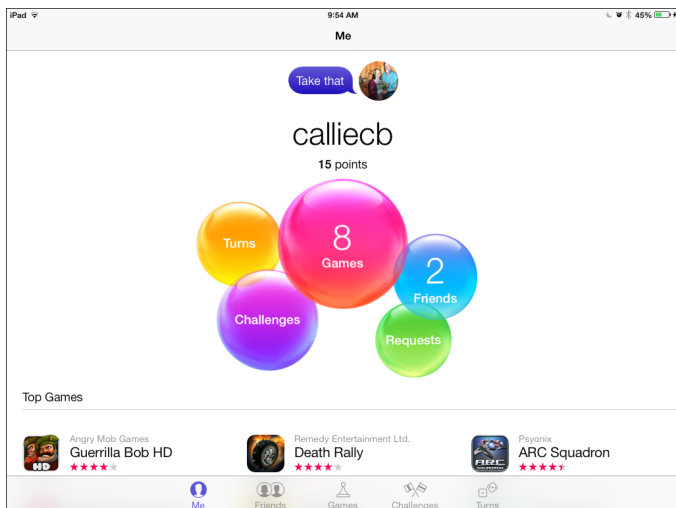 iPad 9:54 AM 45%
Me
Take that
calliecb
15 points
Turns
8
Games
2
Friends
Challenges
Requests
Top Games
Angry Mob Games
Guerrilla Bob HD
HD
Remedy Entertainment Ltd.
Death Rally
Psyonix
ARC Squadron
ARC
SQUADRON
Me Friends Games Challenges Turns